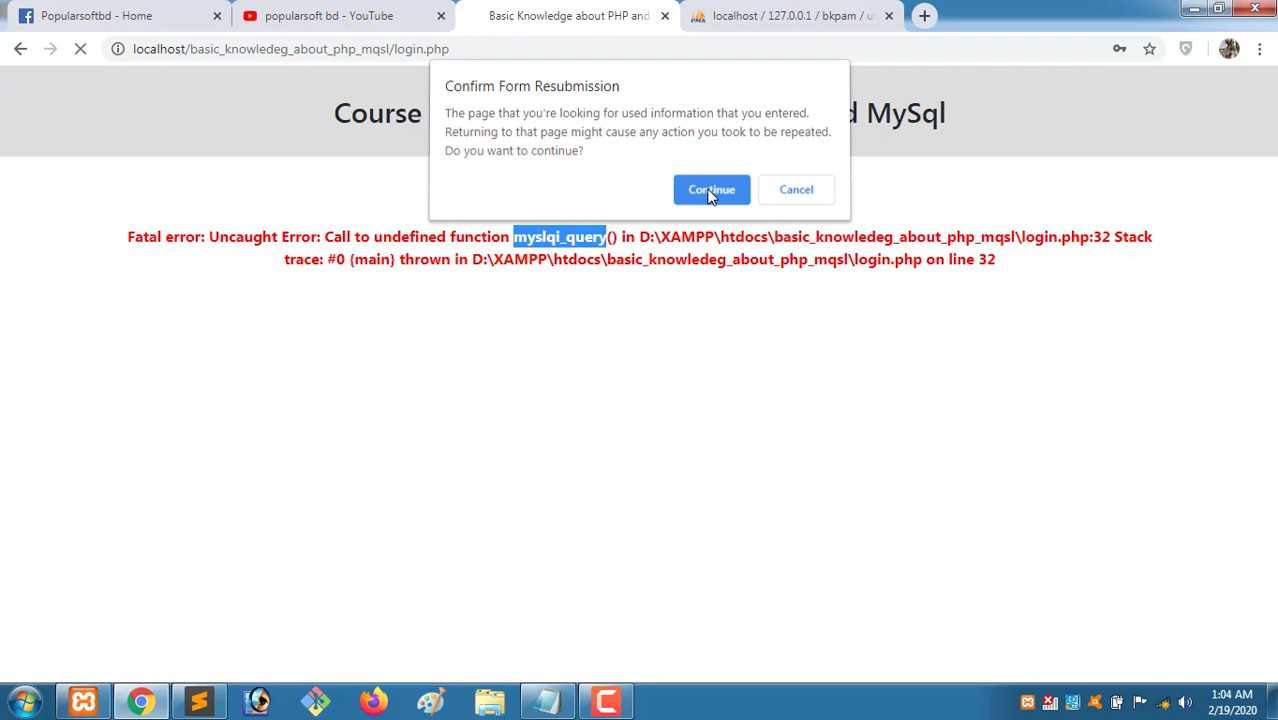 Popularsoftbd - Home
popularsoft bd - YouTube
Basic Knowledge about PHP and
localhost / 127.0.0.1 / bkpam / us
localhost/basic_knowledeg_about_php_mqsl/login.php
Confirm Form Resubmission
The page that you're looking for used information that you entered.
Returning to that page might cause any action you took to be repeated.
Do you want to continue?
Continue
Cancel
Course
d MySql
Fatal error: Uncaught Error: Call to undefined function myslqi_query() in D:\XAMPP\htdocs\basic_knowledeg_about_php_mqsl\login.php:32 Stack
trace: #0 {main} thrown in D:\XAMPP\htdocs\basic_knowledeg_about_php_mqsl\login.php on line 32
1:04 AM
2/19/2020